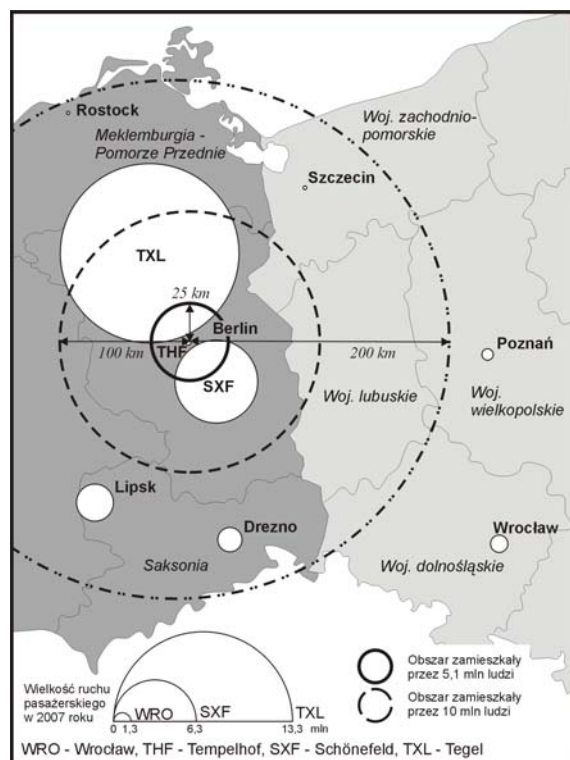 Rostock
Meklemburgia -
Pomorze Przednie
Woj. zachodnio-
pomorskie
Szczecin
TXL
25 km
Berlin
100 km
THF
200 km
Poznań
SXF
Woj. lubuskie
Woj.
wielkopolskie
Lipsk
Drezno
Wrocław
Saksonia
Woj. dolnośląskie
Wielkość ruchu
pasażerskiego
w 2007 roku
WRO
SXF
TXL
0 1,3 6,3 13,3 mln
Obszar zamieszkały
przez 5,1 mln ludzi
Obszar zamieszkały
przez 10 mln ludzi
WRO - Wrocław, THF - Tempelhof, SXF - Schönefeld, TXL - Tegel